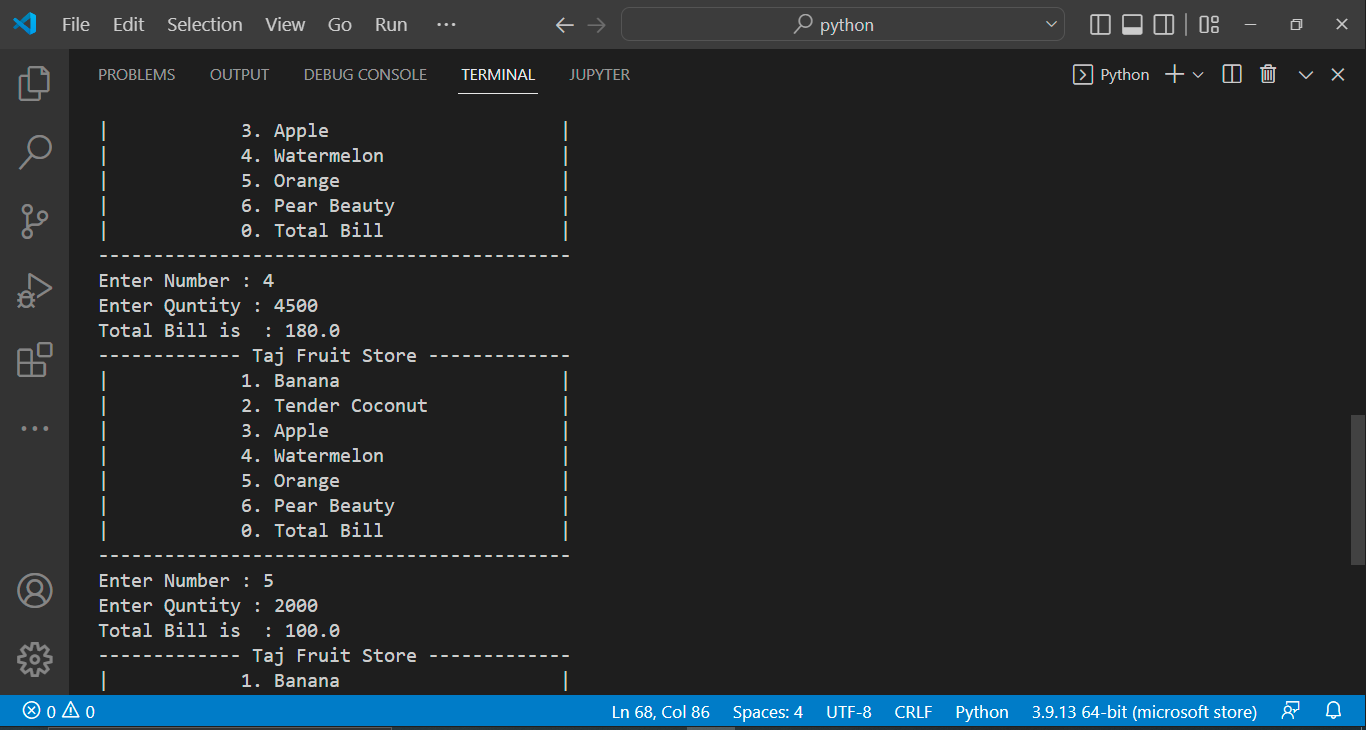 File Edit Selection View Go Run ... python
PROBLEMS OUTPUT DEBUG CONSOLE TERMINAL JUPYTER Python
| 3. Apple |
| 4. Watermelon |
| 5. Orange |
| 6. Pear Beauty |
| 0. Total Bill |
-------------------------------------------
Enter Number : 4
Enter Quntity : 4500
Total Bill is  : 180.0
------------- Taj Fruit Store -------------
| 1. Banana |
| 2. Tender Coconut |
| 3. Apple |
| 4. Watermelon |
| 5. Orange |
| 6. Pear Beauty |
| 0. Total Bill |
-------------------------------------------
Enter Number : 5
Enter Quntity : 2000
Total Bill is  : 100.0
------------- Taj Fruit Store -------------
| 1. Banana |
0 0 Ln 68, Col 86 Spaces: 4 UTF-8 CRLF Python 3.9.13 64-bit (microsoft store)